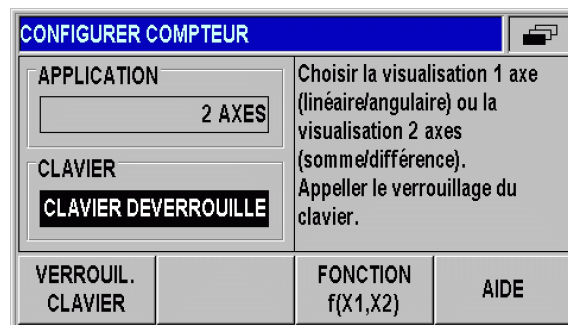 CONFIGURER COMPTEUR
APPLICATION
2 AXES
CLAVIER
CLAVIER DEVERROUILLE
Choisir la visualisation 1 axe
(linéaire/angulaire) ou la
visualisation 2 axes
(somme/différence).
Appeller le verrouillage du
clavier.
VERROUIL.
CLAVIER
FONCTION
f(X1,X2)
AIDE